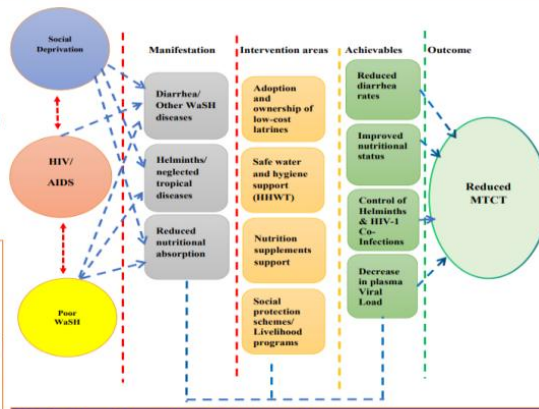 Social
Deprivation
HIV/
AIDS
Poor
WaSH
Manifestation
Diarrhea/
Other WaSH
diseases
Helminths/
neglected
tropical
diseases
Reduced
nutritional
absorption
Intervention areas
Adoption
and
ownership of
low-cost
latrines
Safe water
and hygiene
support
(HHWT)
Nutrition
supplements
support
Social
protection
schemes/
Livelihood
programs
Achievables
Reduced
diarrhea
rates
Improved
nutritional
status
Control of
Helminths
& HIV-1
Co-
Infections
Decrease in
plasma
Viral
Load
Outcome
Reduced
MTCT